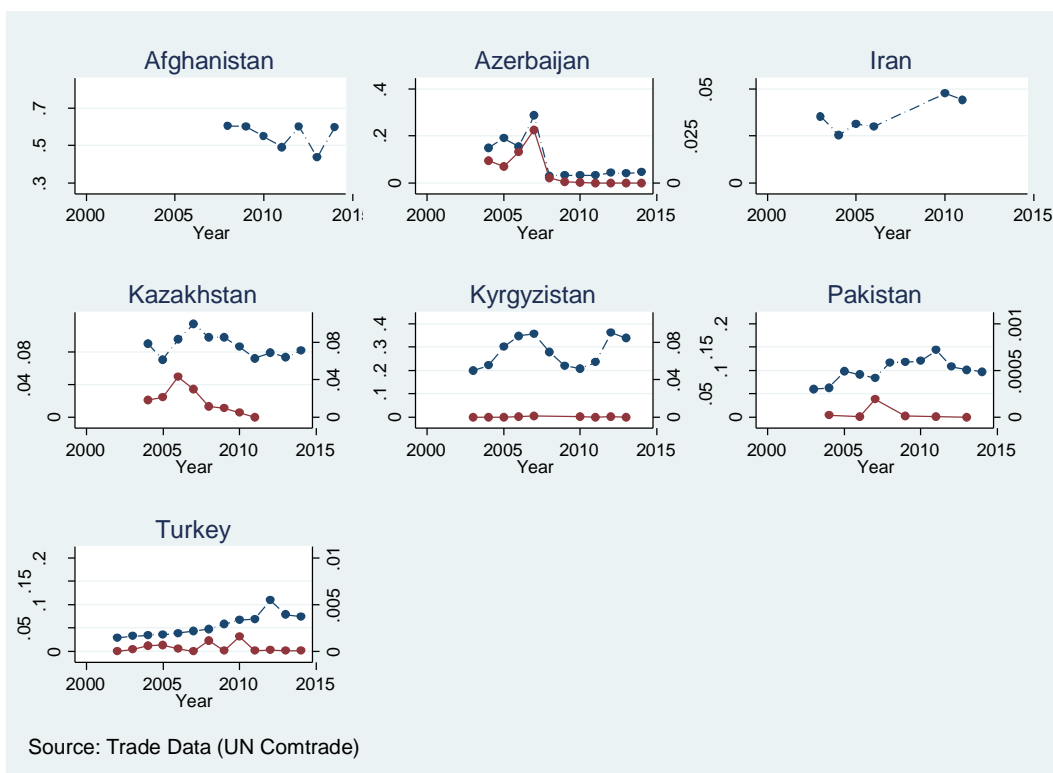 Afghanistan
.3 .5 .7
2000 2005 2010 201
Year
Azerbaijan
0 .2 .4
0
2000 2005 2010 2015
Year
Iran
0 .025 .05
2000 2005 2010 2015
Year
Kazakhstan
0 .04 .08
0 .04 .08
2000 2005 2010 2015
Year
Kyrgyzistan
0 .1 .2 .3 .4
0 .04 .08
2000 2005 2010 2015
Year
Pakistan
0 .05 .1 .15 .2
0 .0005 .001
2000 2005 2010 2015
Year
Turkey
0 .05 .1 .15 .2
0 .005 .01
2000 2005 2010 2015
Year
Source: Trade Data (UN Comtrade)